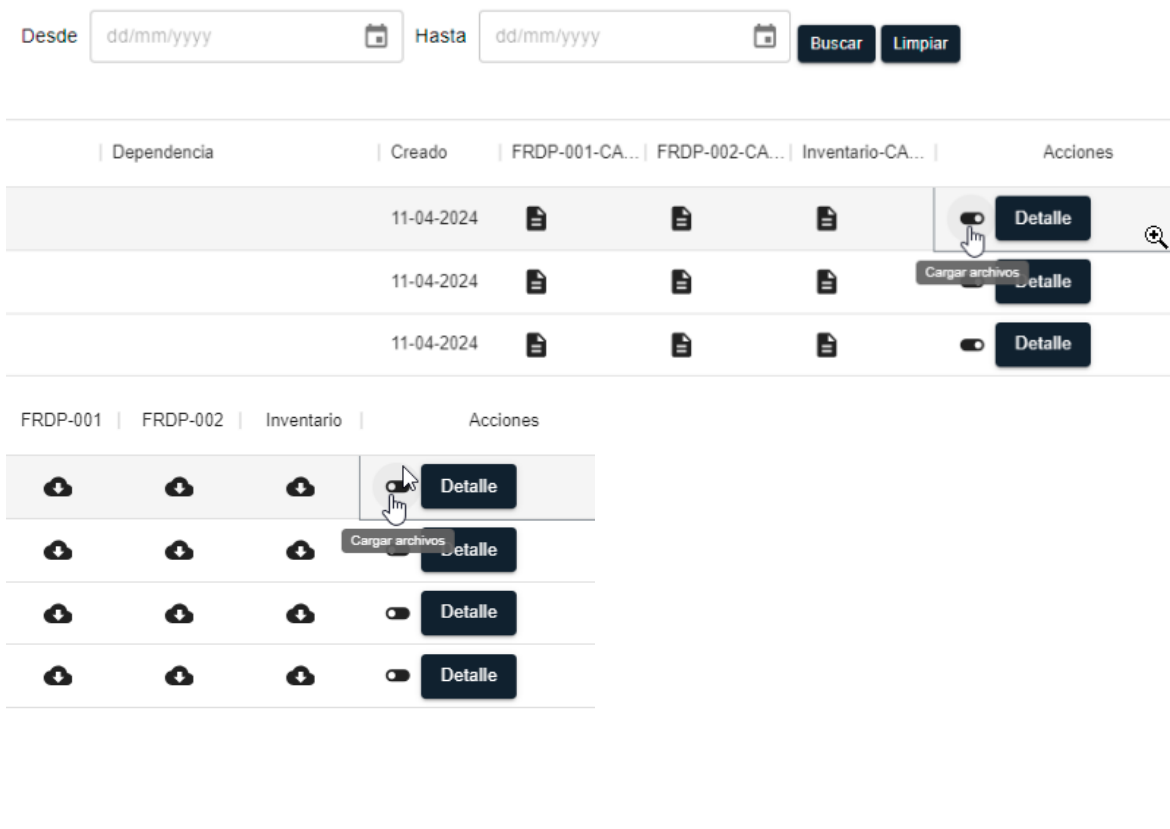 Desde dd/mm/yyyy Hasta dd/mm/yyyy Buscar Limpiar
Dependencia Creado FRDP-001-CA... FRDP-002-CA... Inventario-CA... Acciones
11-04-2024 Detalle
Cargar archivos
11-04-2024 Detalle
11-04-2024 Detalle
FRDP-001 FRDP-002 Inventario Acciones
Detalle
Cargar archivos
Detalle
Detalle
Detalle